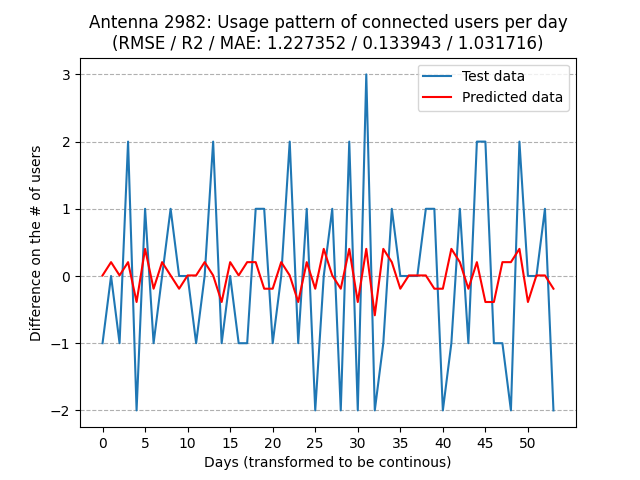 Antenna 2982: Usage pattern of connected users per day
(RMSE / R2 / MAE: 1.227352 / 0.133943 / 1.031716)
Test data
Predicted data
Difference on the # of users
3
2
1
0
−1
−2
0 5 10 15 20 25 30 35 40 45 50
Days (transformed to be continous)